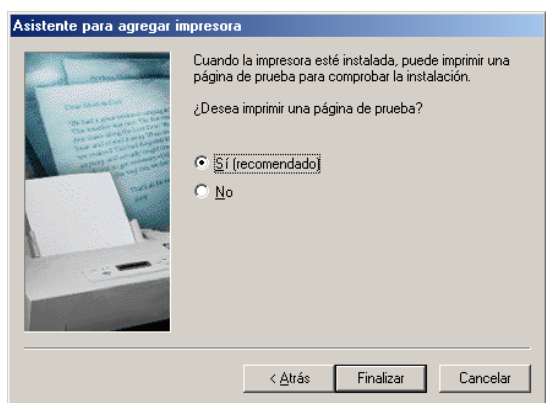 Asistente para agregar impresora
Cuando la impresora esté instalada, puede imprimir una
página de prueba para comprobar la instalación.
¿Desea imprimir una página de prueba?
Sí (recomendado)
No
< Atrás
Finalizar
Cancelar